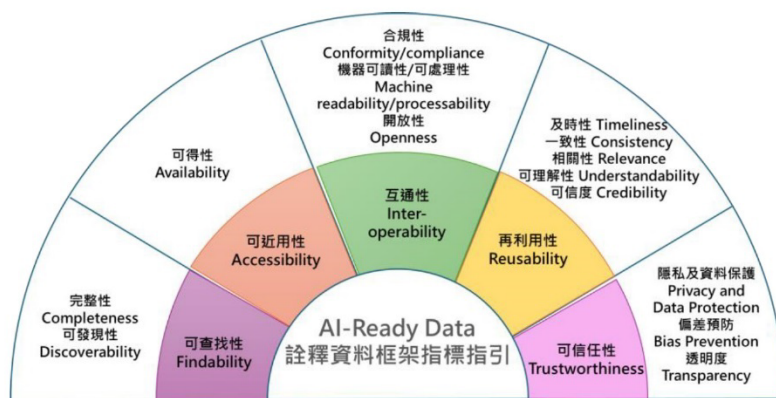 合規性
Conformity/compliance
機器可讀性/可處理性
Machine
readability/processability
開放性
Openness
可得性
Availability
及時性 Timeliness
一致性 Consistency
相關性 Relevance
可理解性 Understandability
可信度 Credibility
互通性
Inter-
operability
可近用性
Accessibility
再利用性
Reusability
完整性
Completeness
可發現性
Discoverability
可查找性
Findability
AI-Ready Data
詮釋資料框架指標指引
可信任性
Trustworthiness
隱私及資料保護
Privacy and
Data Protection
偏差預防
Bias Prevention
透明度
Transparency